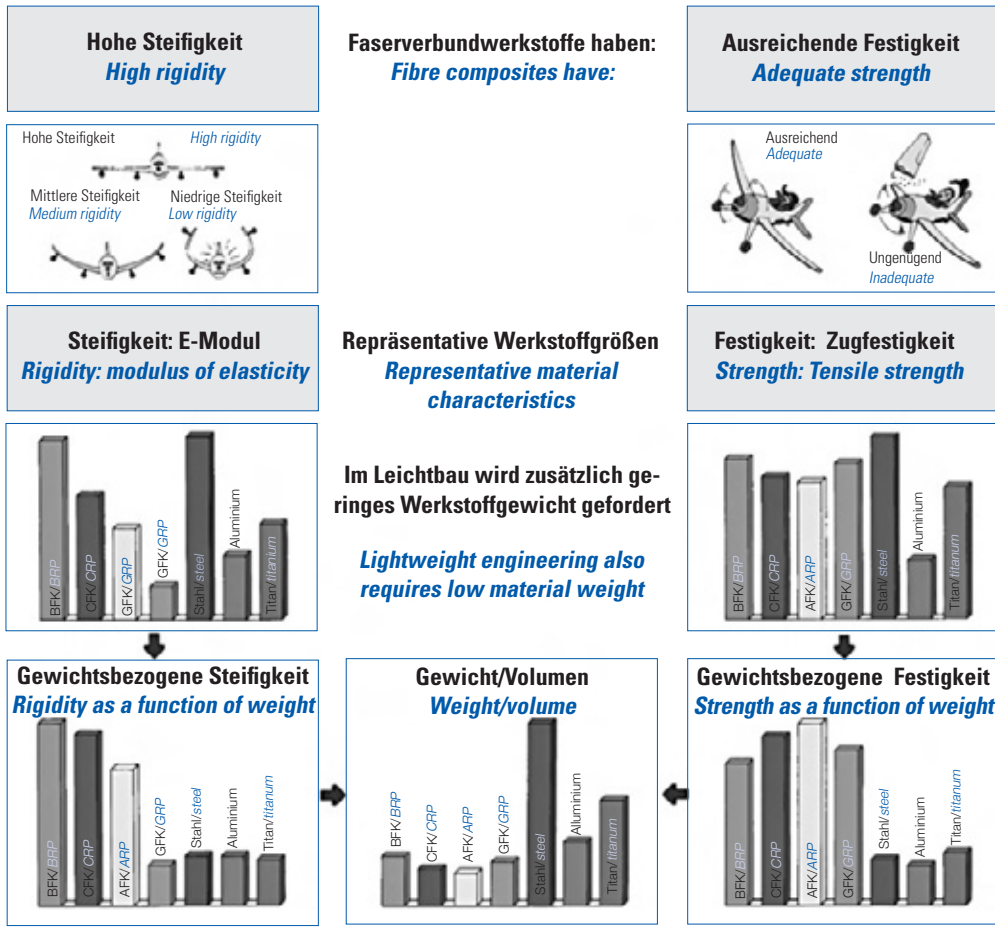 Hohe Steifigkeit
High rigidity
Faserverbundwerkstoffe haben:
Fibre composites have:
Ausreichende Festigkeit
Adequate strength
Hohe Steifigkeit
High rigidity
Mittlere Steifigkeit
Medium rigidity
Niedrige Steifigkeit
Low rigidity
Ausreichend
Adequate
Ungenügend
Inadequate
Steifigkeit: E-Modul
Rigidity: modulus of elasticity
Repräsentative Werkstoffgrößen
Representative material
characteristics
Festigkeit: Zugfestigkeit
Strength: Tensile strength
BFK/BRP
CFK/CRP
GFK/GRP
GFK/GRP
Stahl/steel
Aluminium
Titan/titanium
Im Leichtbau wird zusätzlich ge-
ringes Werkstoffgewicht gefordert
Lightweight engineering also
requires low material weight
BFK/BRP
CFK/CRP
AFK/ARP
GFK/GRP
Stahl/steel
Aluminium
Titan/titanum
Gewichtsbezogene Steifigkeit
Rigidity as a function of weight
BFK/BRP
CFK/CRP
AFK/ARP
GFK/GRP
Stahl/steel
Aluminium
Titan/titanum
Gewicht/Volumen
Weight/volume
BFK/BRP
CFK/CRP
AFK/ARP
GFK/GRP
Stahl/steel
Aluminium
Titan/titanum
Gewichtsbezogene Festigkeit
Strength as a function of weight
BFK/BRP
CFK/CRP
AFK/ARP
GFK/GRP
Stahl/steel
Aluminium
Titan/titanum